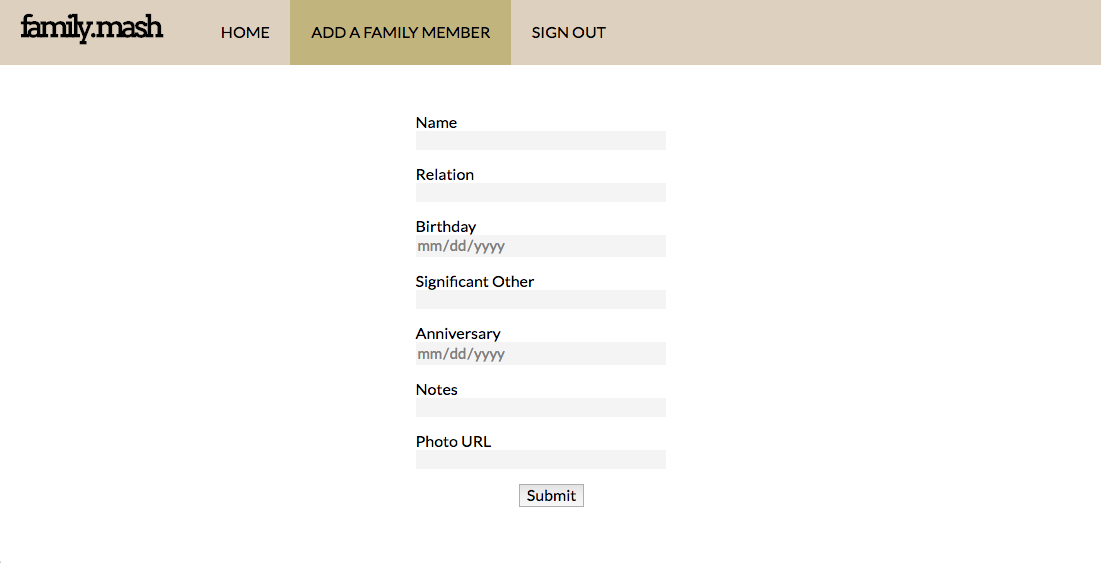 family.mash HOME ADD A FAMILY MEMBER SIGN OUT
Name
Relation
Birthday
mm/dd/yyyy
Significant Other
Anniversary
mm/dd/yyyy
Notes
Photo URL
Submit